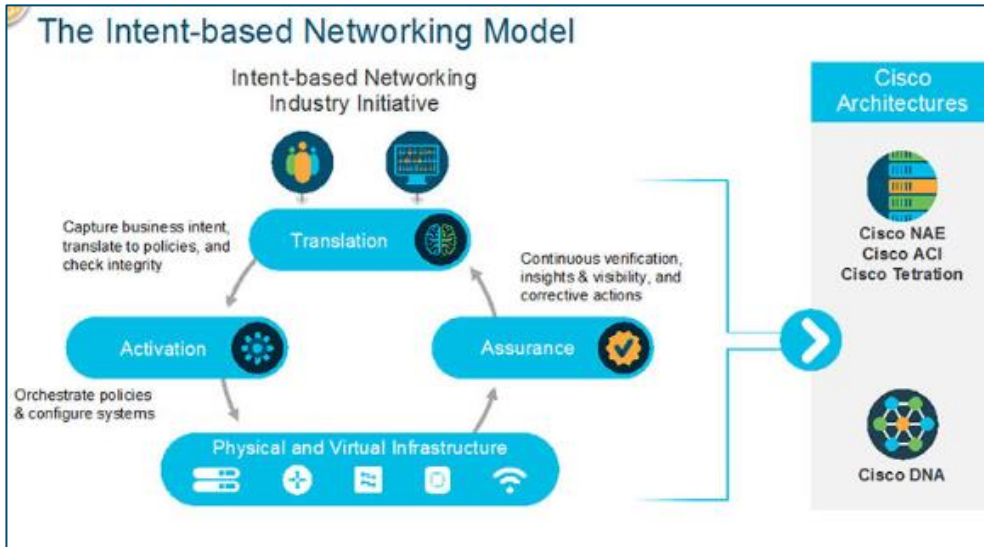 The Intent-based Networking Model
Intent-based Networking
Industry Initiative
Capture business intent,
translate to policies, and
check integrity
Translation
Continuous verification,
insights & visibility, and
corrective actions
Activation
Assurance
Orchestrate policies
& configure systems
Physical and Virtual Infrastructure
Cisco
Architectures
Cisco NAE
Cisco ACI
Cisco Tetration
Cisco DNA